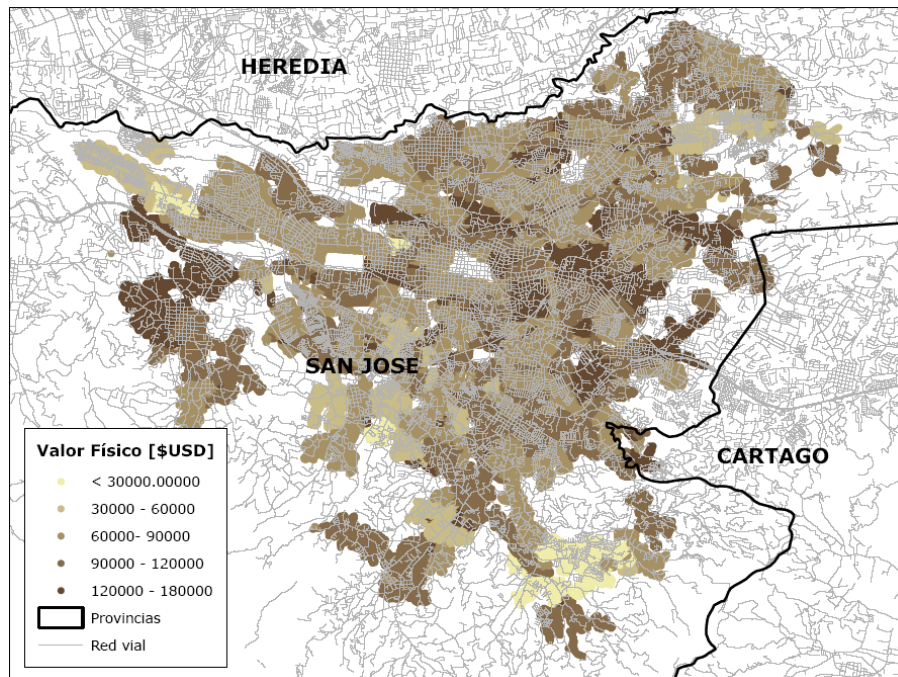 HEREDIA
SAN JOSE
CARTAGO
Valor Físico [$USD]
< 30000.00000
30000 - 60000
60000- 90000
90000 - 120000
120000 - 180000
Provincias
Red vial